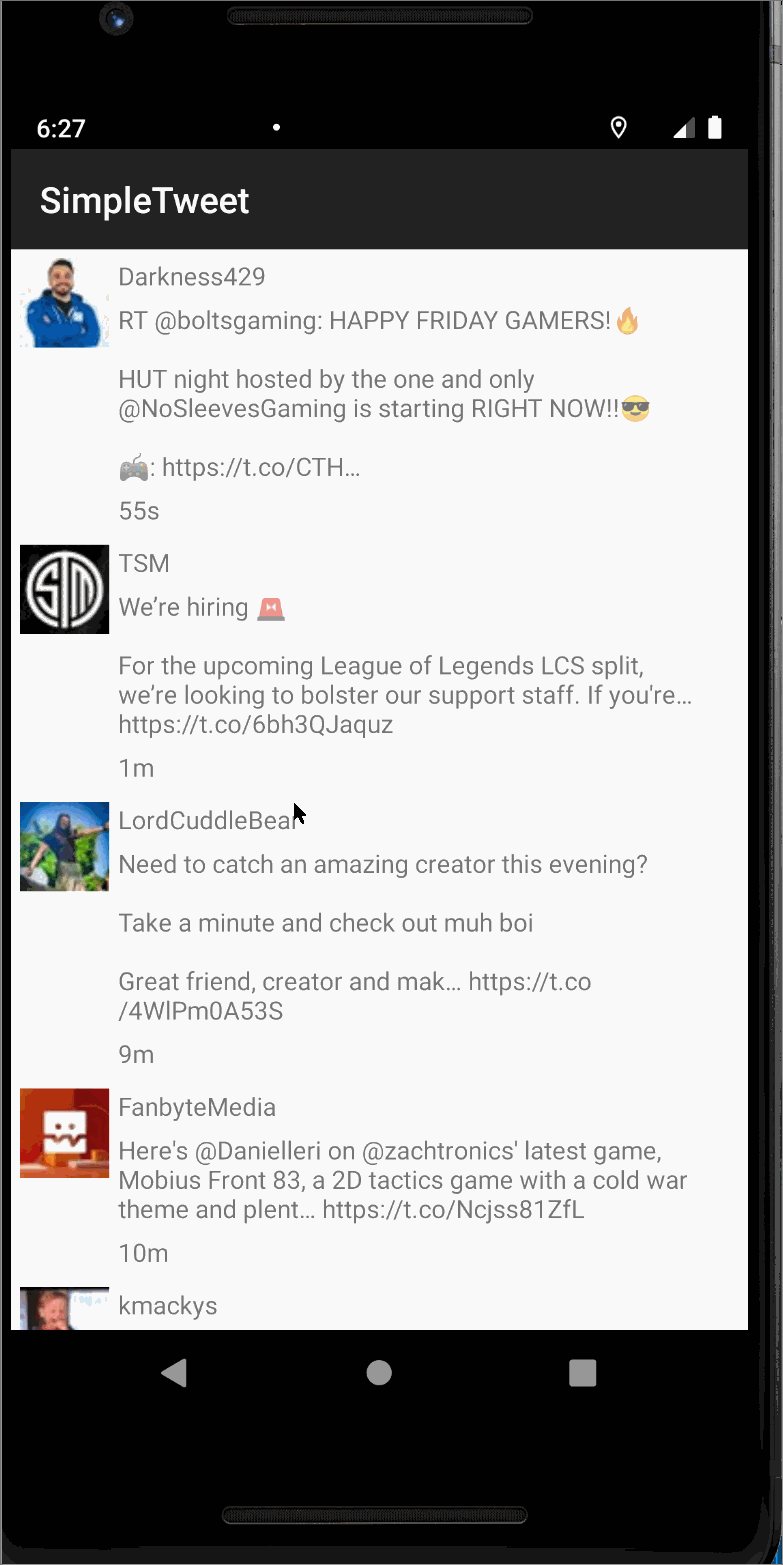 6:27
SimpleTweet
Darkness429
RT @boltsgaming: HAPPY FRIDAY GAMERS!🔥
HUT night hosted by the one and only
@NoSleevesGaming is starting RIGHT NOW!!😎
🎮: https://t.co/CTH…
55s
TSM
TSM
We’re hiring 🚨
For the upcoming League of Legends LCS split,
we’re looking to bolster our support staff. If you're…
https://t.co/6bh3QJaquz
1m
LordCuddleBear
Need to catch an amazing creator this evening?
Take a minute and check out muh boi
Great friend, creator and mak… https://t.co
/4WlPm0A53S
9m
FanbyteMedia
Here's @Danielleri on @zachtronics' latest game,
Mobius Front 83, a 2D tactics game with a cold war
theme and plent… https://t.co/Ncjss81ZfL
10m
kmackys